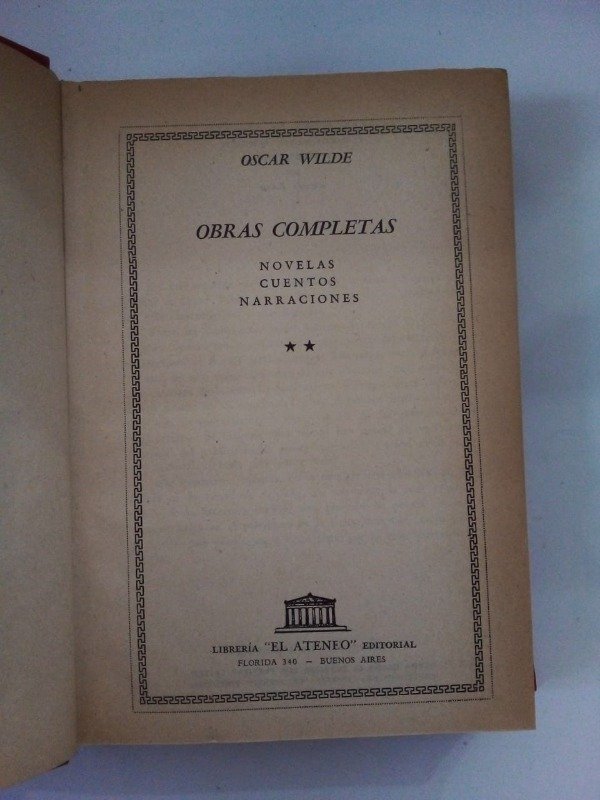 OSCAR WILDE
OBRAS COMPLETAS
NOVELAS
CUENTOS
NARRACIONES
★ ★
LIBRERÍA "EL ATENEO" EDITORIAL
FLORIDA 340 – BUENOS AIRES